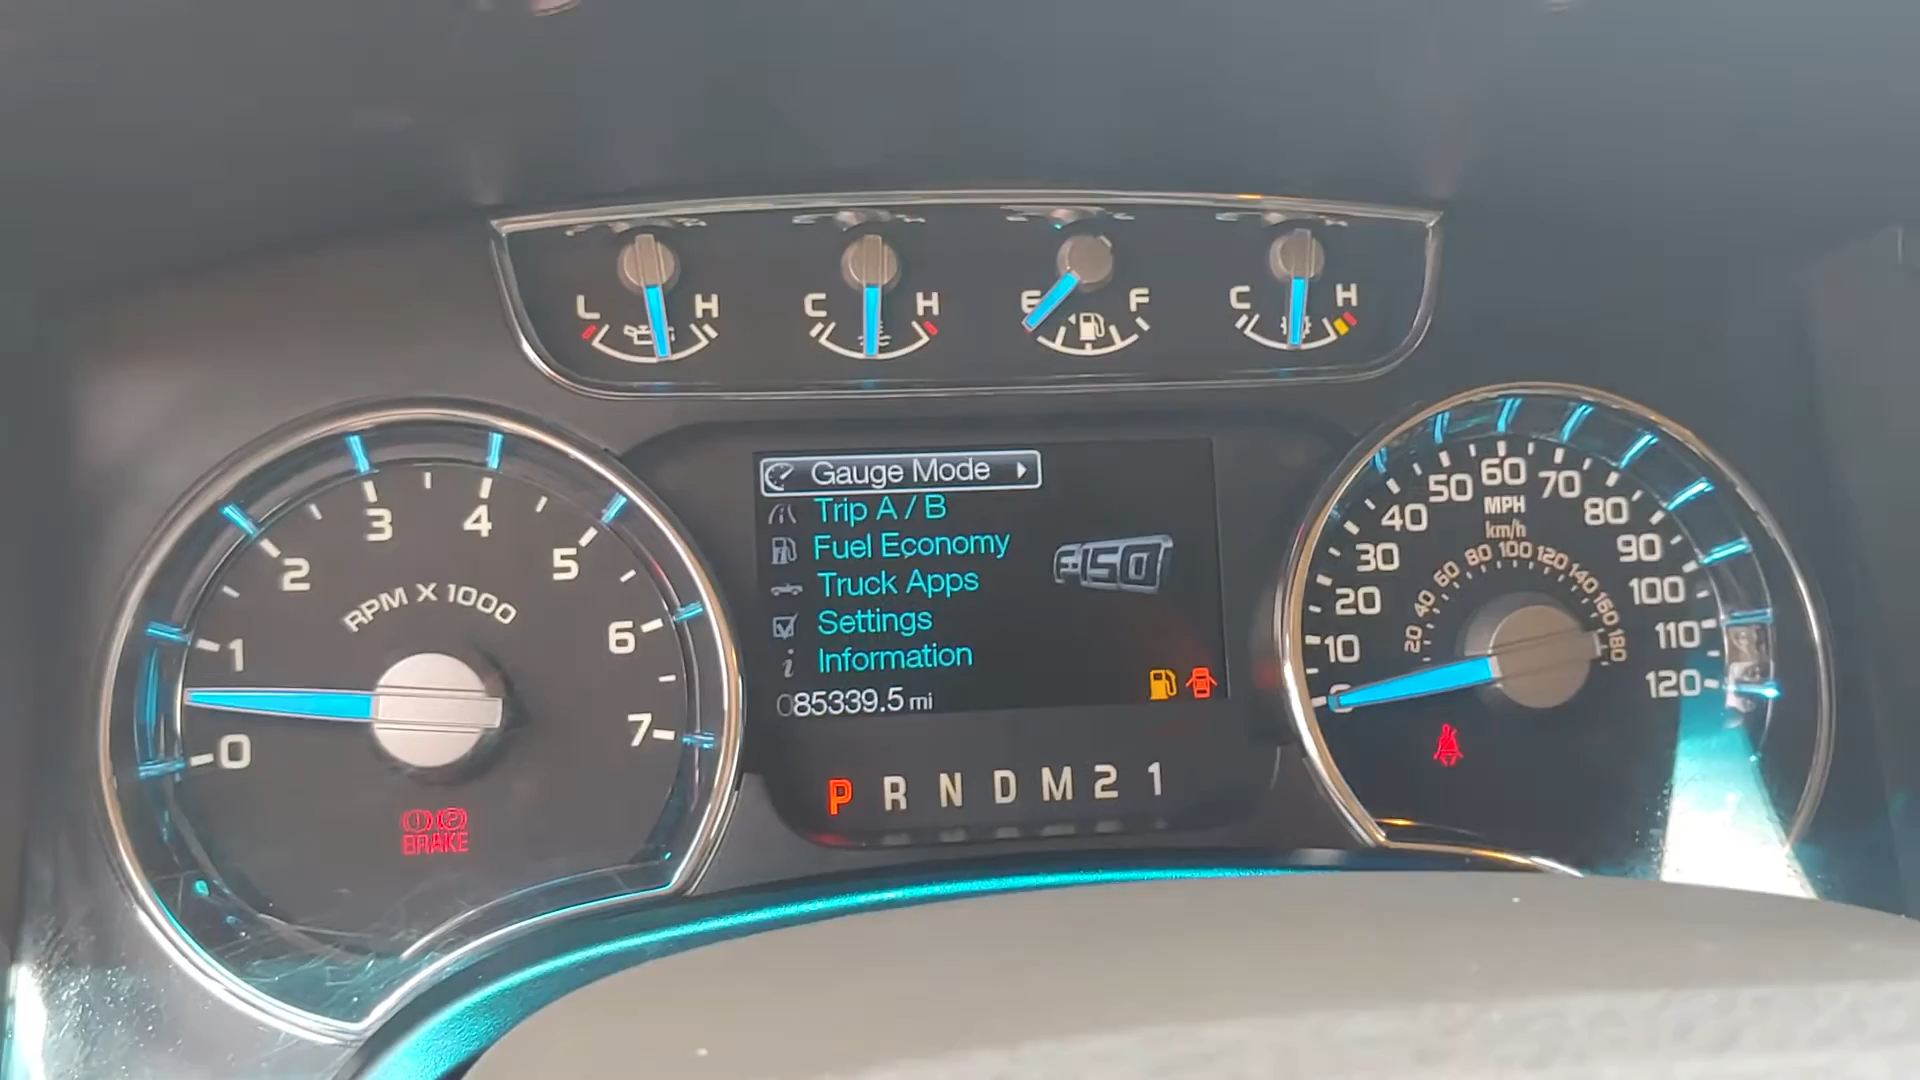 L H
C H
E F
C H
Gauge Mode
Trip A / B
Fuel Economy
Truck Apps
Settings
Information
085339.5 mi
F-150
P R N D M 2 1
0 1 2 3 4 5 6 7
RPM X 1000
BRAKE
0 10 20 30 40 50 60 70 80 90 100 110 120
MPH
km/h
20 40 60 80 100 120 140 160 180